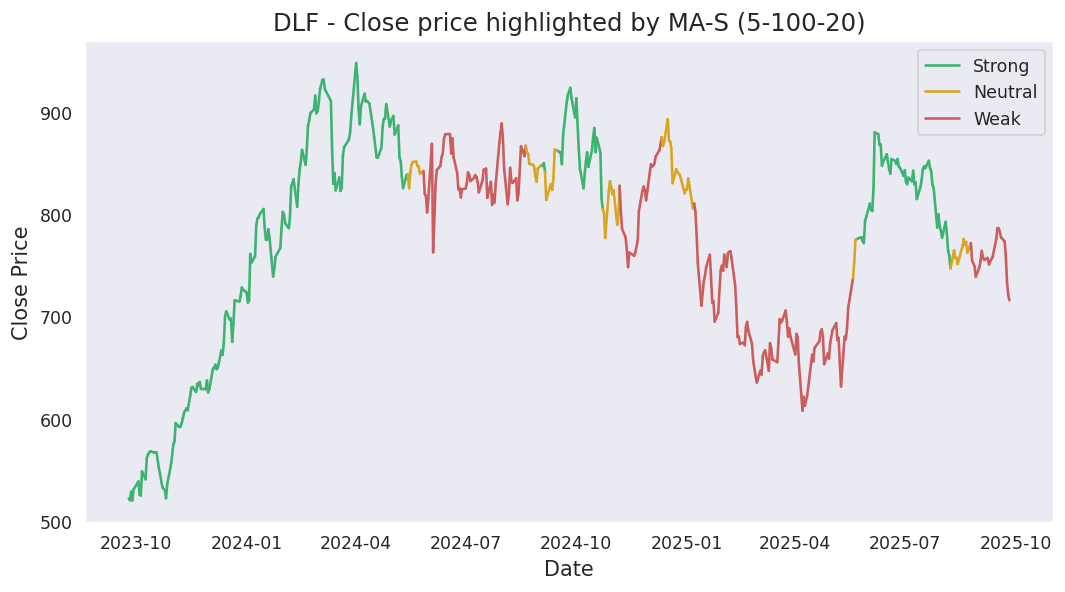 DLF - Close price highlighted by MA-S (5-100-20)
Strong
Neutral
Weak
Close Price
900
800
700
600
500
2023-10 2024-01 2024-04 2024-07 2024-10 2025-01 2025-04 2025-07 2025-10
Date